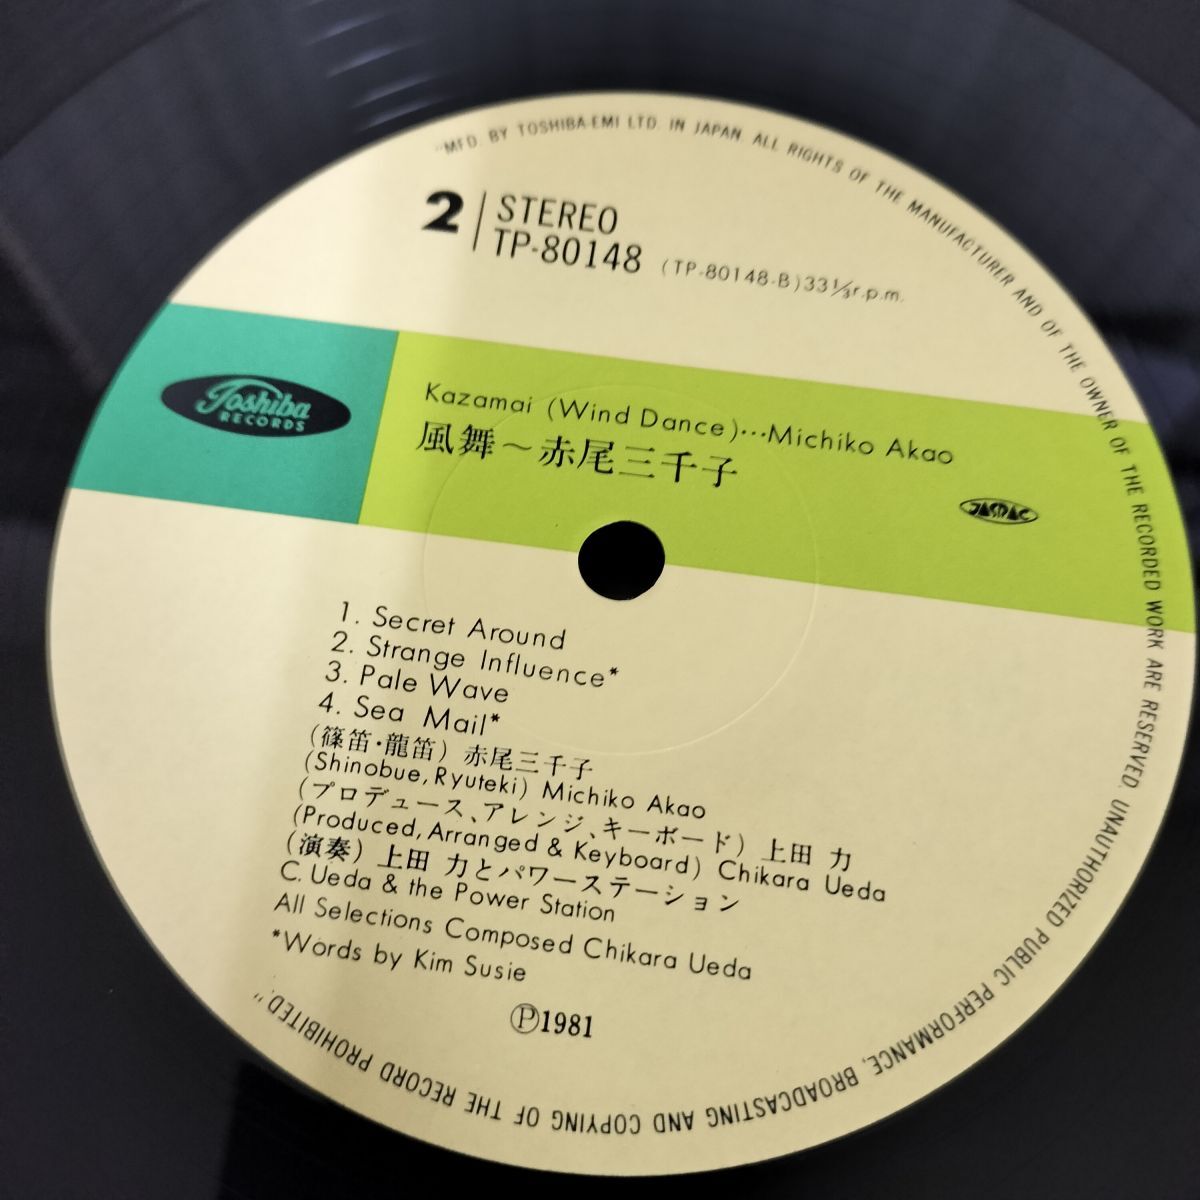 "MFD. BY TOSHIBA-EMI LTD. IN JAPAN. ALL RIGHTS OF THE MANUFACTURER AND OF THE OWNER OF THE RECORDED WORK ARE RESERVED. UNAUTHORIZED PUBLIC PERFORMANCE, BROADCASTING AND COPYING OF THE RECORD PROHIBITED."
2 STEREO
TP-80148 (TP-80148-B) 33 1/3 r.p.m.
Toshiba
RECORDS
Kazamai (Wind Dance)…Michiko Akao
風舞～赤尾三千子
JASRAC
1. Secret Around
2. Strange Influence*
3. Pale Wave
4. Sea Mail*
(篠笛・龍笛) 赤尾三千子
(Shinobue, Ryuteki) Michiko Akao
(プロデュース、アレンジ、キーボード) 上田 力
(Produced, Arranged & Keyboard) Chikara Ueda
(演奏) 上田 力とパワーステーション
C. Ueda & the Power Station
All Selections Composed Chikara Ueda
*Words by Kim Susie
Ⓟ1981